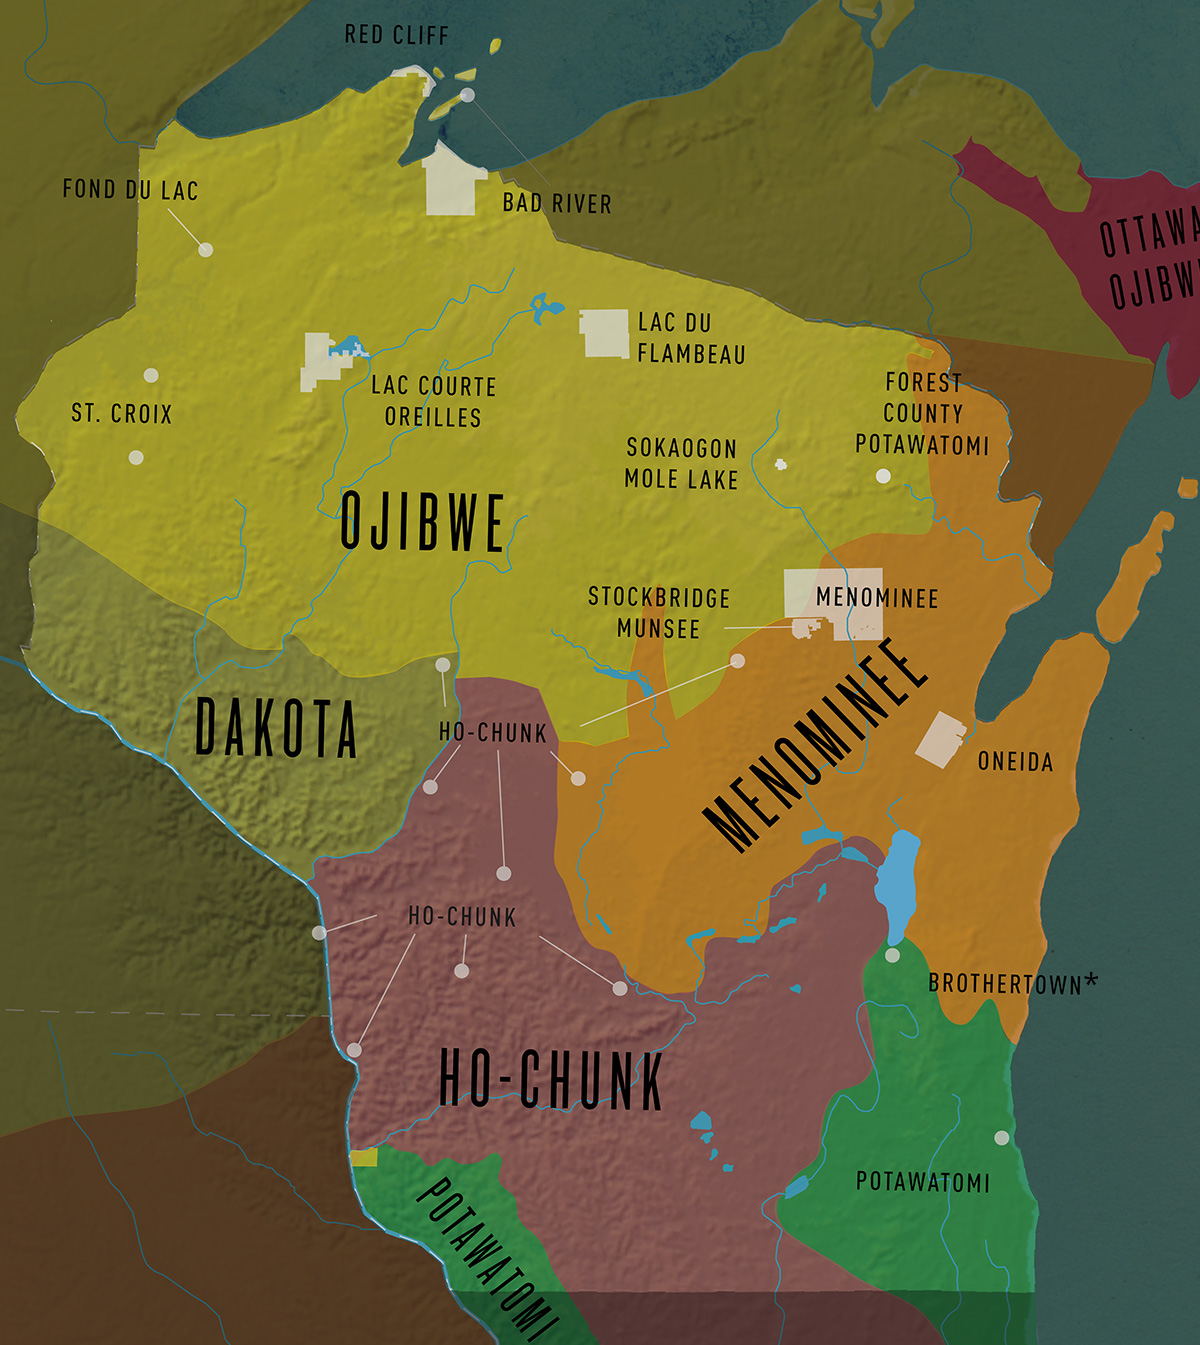 RED CLIFF
FOND DU LAC
BAD RIVER
OTTAWA
OJIBWE
LAC DU
FLAMBEAU
LAC COURTE
OREILLES
FOREST
COUNTY
POTAWATOMI
ST. CROIX
SOKAOGON
MOLE LAKE
OJIBWE
STOCKBRIDGE
MUNSEE
MENOMINEE
DAKOTA
HO-CHUNK
MENOMINEE
ONEIDA
HO-CHUNK
BROTHERTOWN*
HO-CHUNK
POTAWATOMI
POTAWATOMI